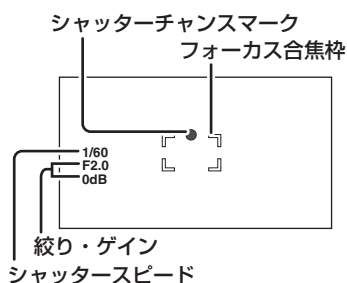 シャッターチャンスマーク
フォーカス合焦枠
1/60
F2.0
0dB
絞り・ゲイン
シャッタースピード